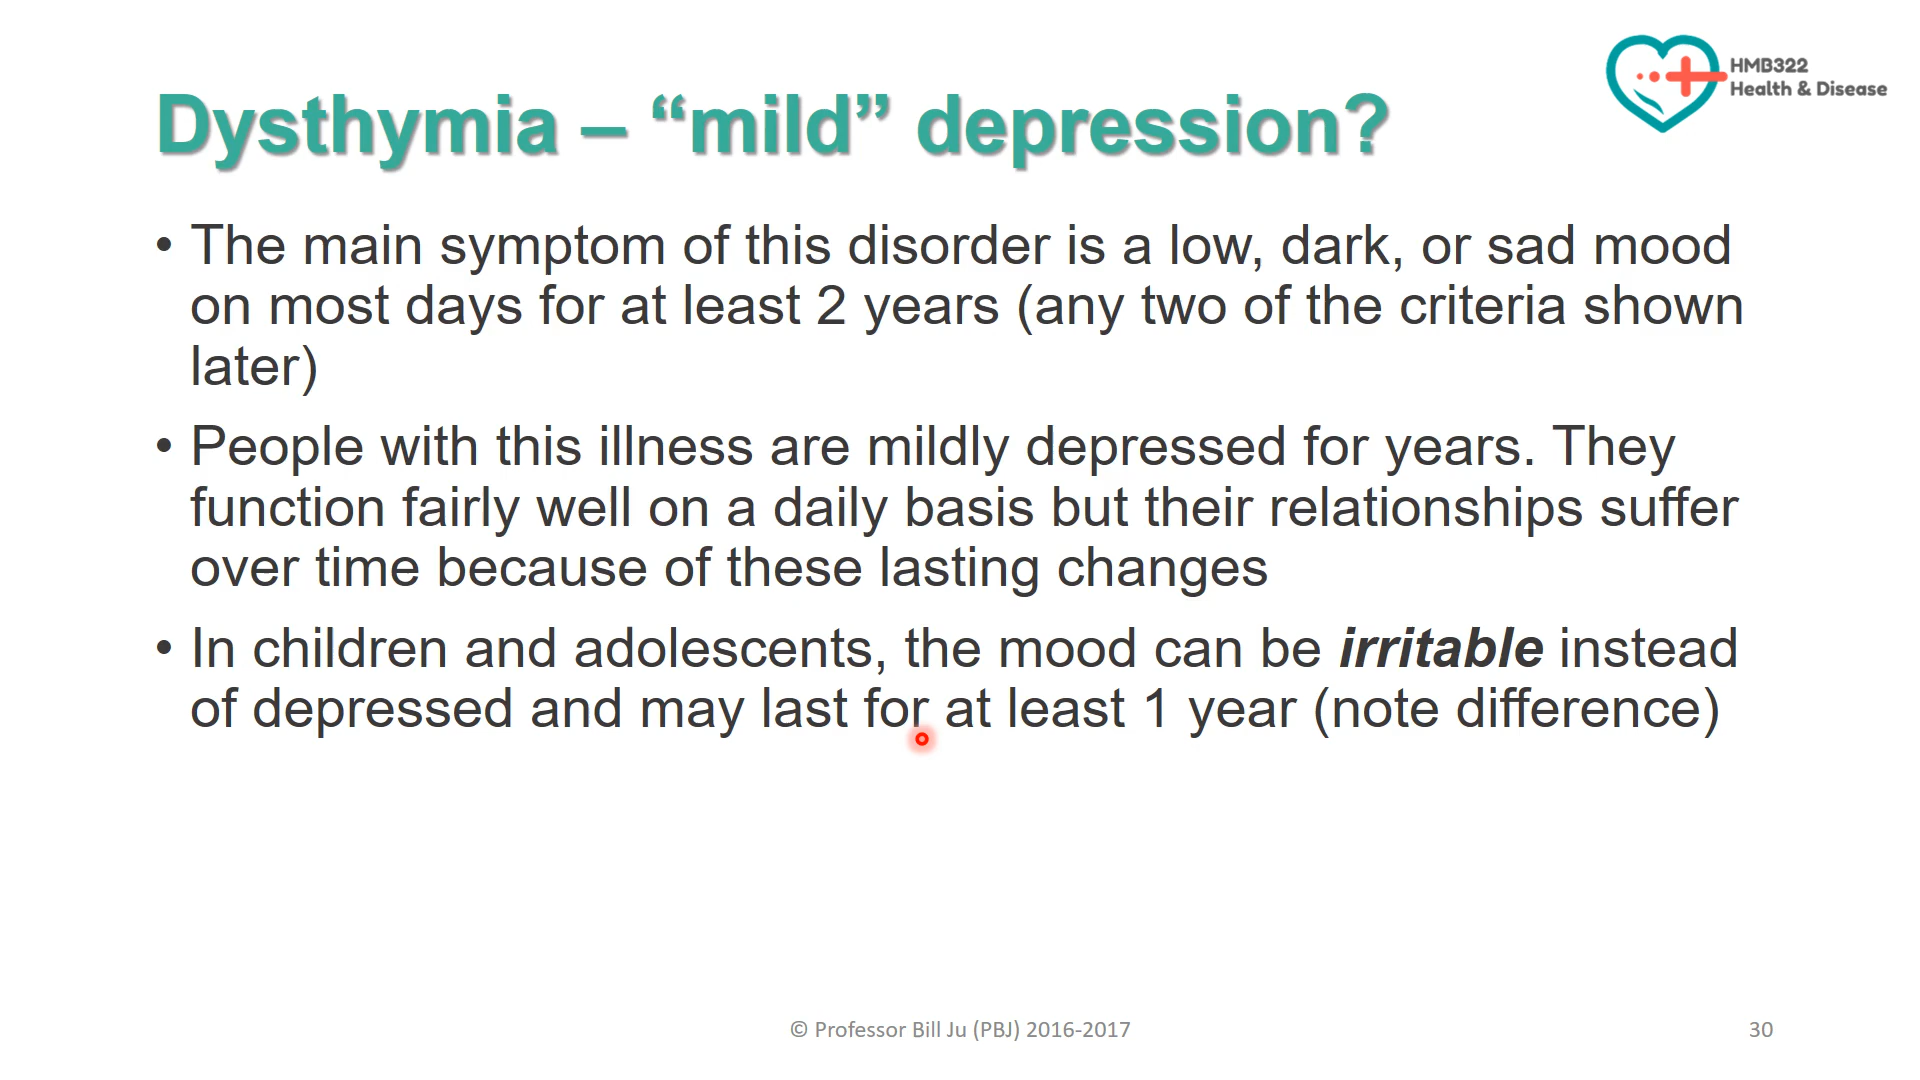 HMB322
Health & Disease
Dysthymia – “mild” depression?
• The main symptom of this disorder is a low, dark, or sad mood
on most days for at least 2 years (any two of the criteria shown
later)
• People with this illness are mildly depressed for years. They
function fairly well on a daily basis but their relationships suffer
over time because of these lasting changes
• In children and adolescents, the mood can be irritable instead
of depressed and may last for at least 1 year (note difference)
© Professor Bill Ju (PBJ) 2016-2017
30